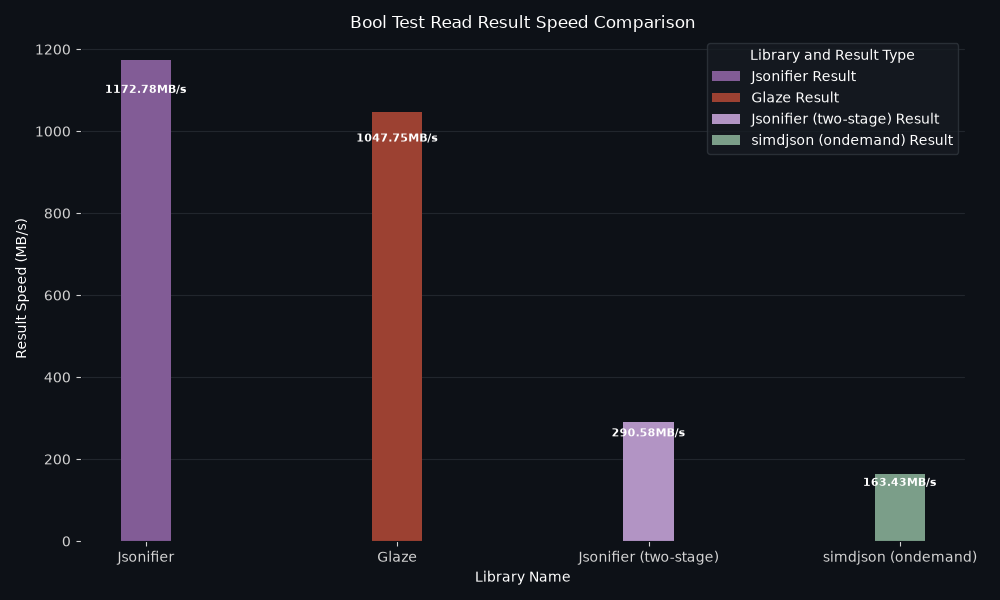 Bool Test Read Result Speed Comparison
Library and Result Type
Jsonifier Result
Glaze Result
Jsonifier (two-stage) Result
simdjson (ondemand) Result
Result Speed (MB/s)
1200
1000
800
600
400
200
0
1172.78MB/s
1047.75MB/s
290.58MB/s
163.43MB/s
Jsonifier
Glaze
Jsonifier (two-stage)
simdjson (ondemand)
Library Name